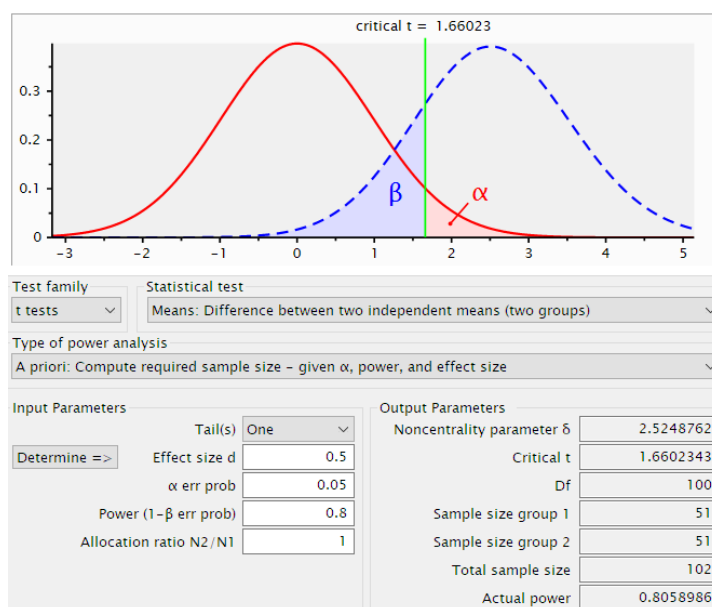 critical t = 1.66023
0.3
0.2
0.1
0
β
α
-3 -2 -1 0 1 2 3 4 5
Test family
Statistical test
t tests
Means: Difference between two independent means (two groups)
Type of power analysis
A priori: Compute required sample size – given α, power, and effect size
Input Parameters
Output Parameters
Tail(s) One
Noncentrality parameter δ 2.5248762
Determine => Effect size d 0.5
Critical t 1.6602343
α err prob 0.05
Df 100
Power (1-β err prob) 0.8
Sample size group 1 51
Allocation ratio N2/N1 1
Sample size group 2 51
Total sample size 102
Actual power 0.8058986